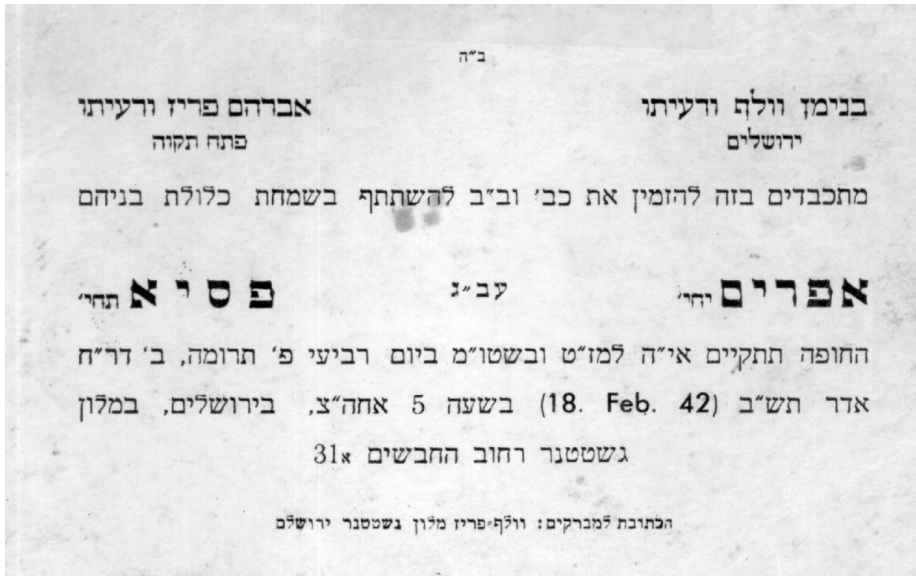 ב״ה
בנימן וולף ורעיתו אברהם פריז ורעיתו
ירושלים פתח תקוה
מתכבדים בזה להזמין את כב׳ וב״ב להשתתף בשמחת כלולת בניהם
אפרים יחי׳ עב״ג פסיא תחי׳
החופה תתקיים אי״ה למז״ט ובשטו״מ ביום רביעי פ׳ תרומה, ב׳ דר״ח
אדר תש״ב (18. Feb. 42) בשעה 5 אחה״צ, בירושלים, במלון
גשטטנר רחוב החבשים 31א
הכתובת למברקים: וולף-פריז מלון גשטטנר ירושלם